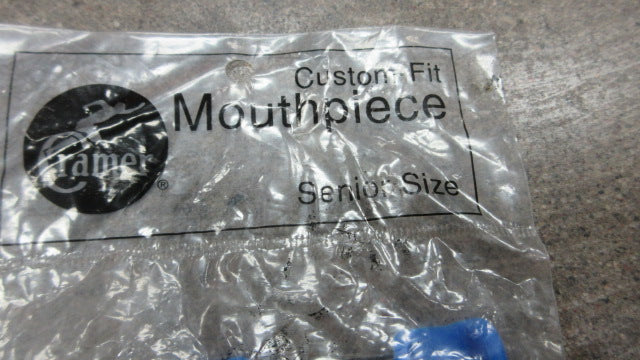 Custom Fit
Mouthpiece
Cramer
®
Senior Size